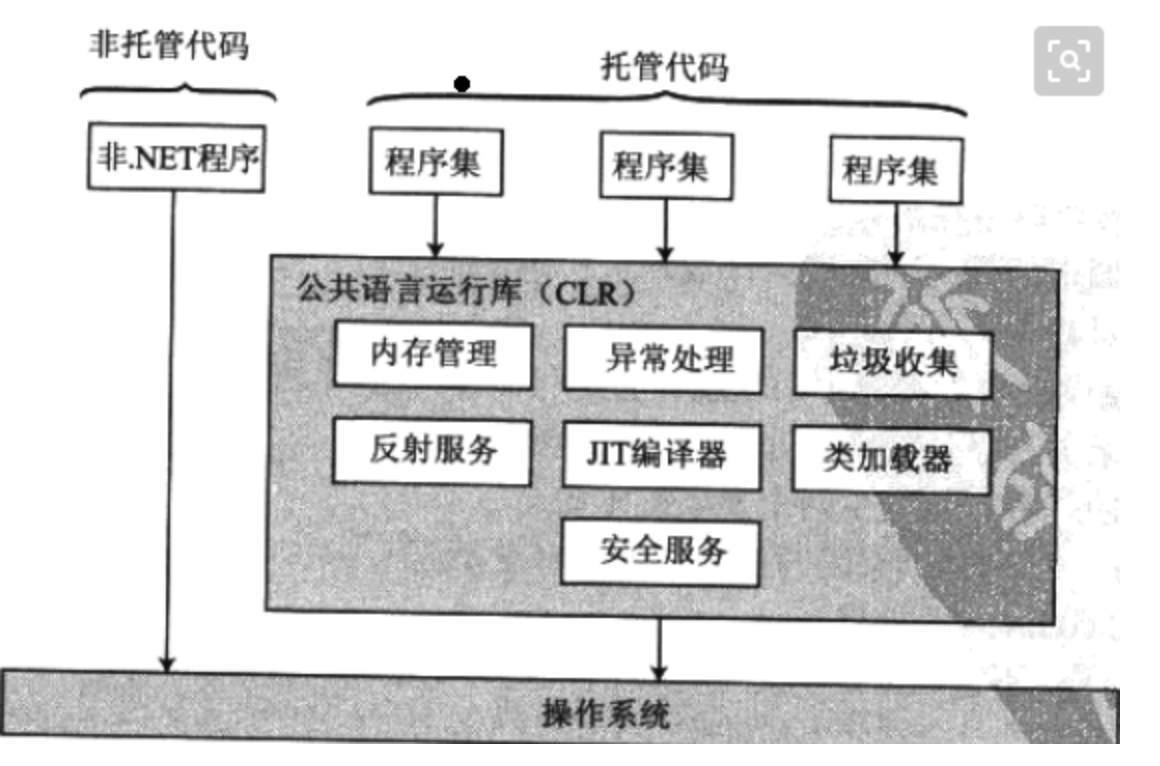 非托管代码
托管代码
非.NET程序
程序集
程序集
程序集
公共语言运行库（CLR）
内存管理
异常处理
垃圾收集
反射服务
JIT编译器
类加载器
安全服务
操作系统